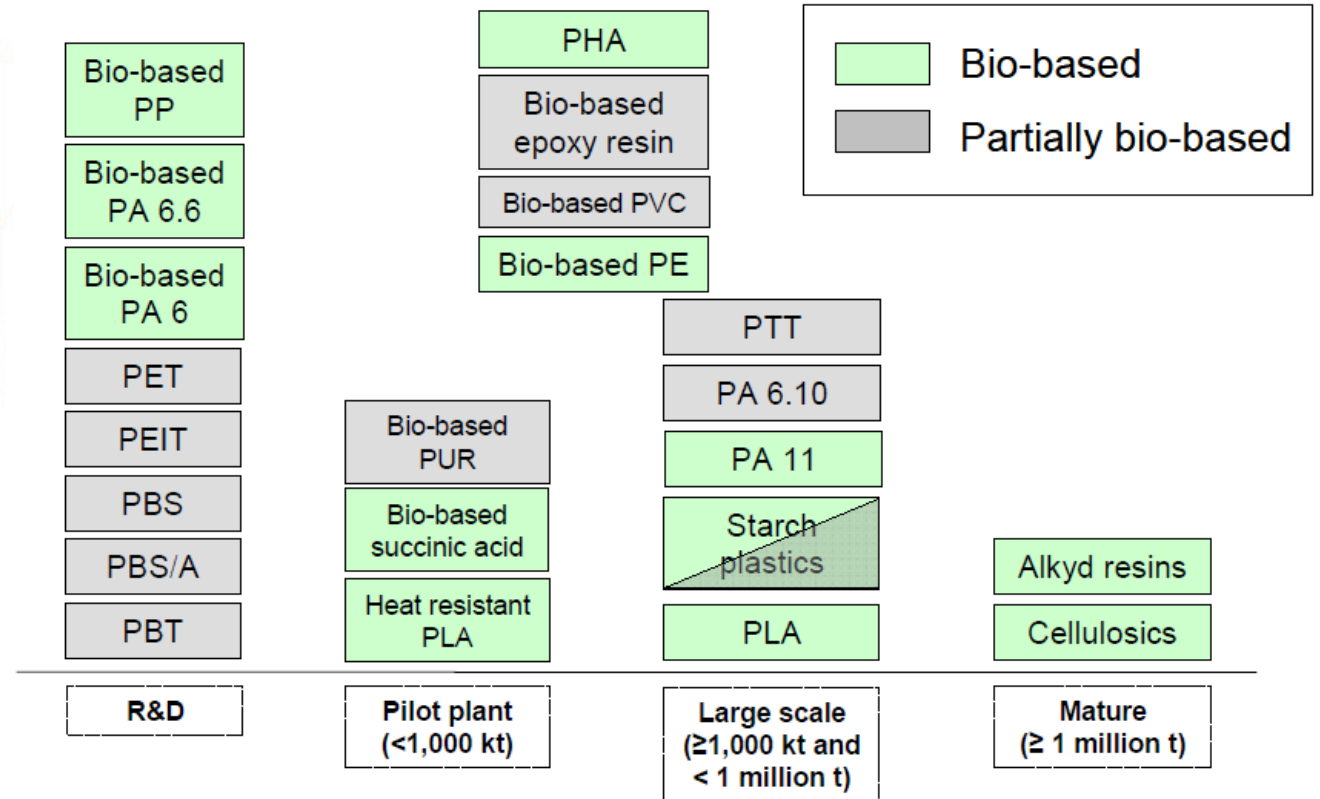 Bio-based
PP
Bio-based
PA 6.6
Bio-based
PA 6
PET
PEIT
PBS
PBS/A
PBT
R&D
Bio-based
PUR
Bio-based
succinic acid
Heat resistant
PLA
Pilot plant
(<1,000 kt)
PHA
Bio-based
epoxy resin
Bio-based PVC
Bio-based PE
PTT
PA 6.10
PA 11
Starch
plastics
PLA
Large scale
(≥1,000 kt and
< 1 million t)
Alkyd resins
Cellulosics
Mature
(≥ 1 million t)
Bio-based
Partially bio-based